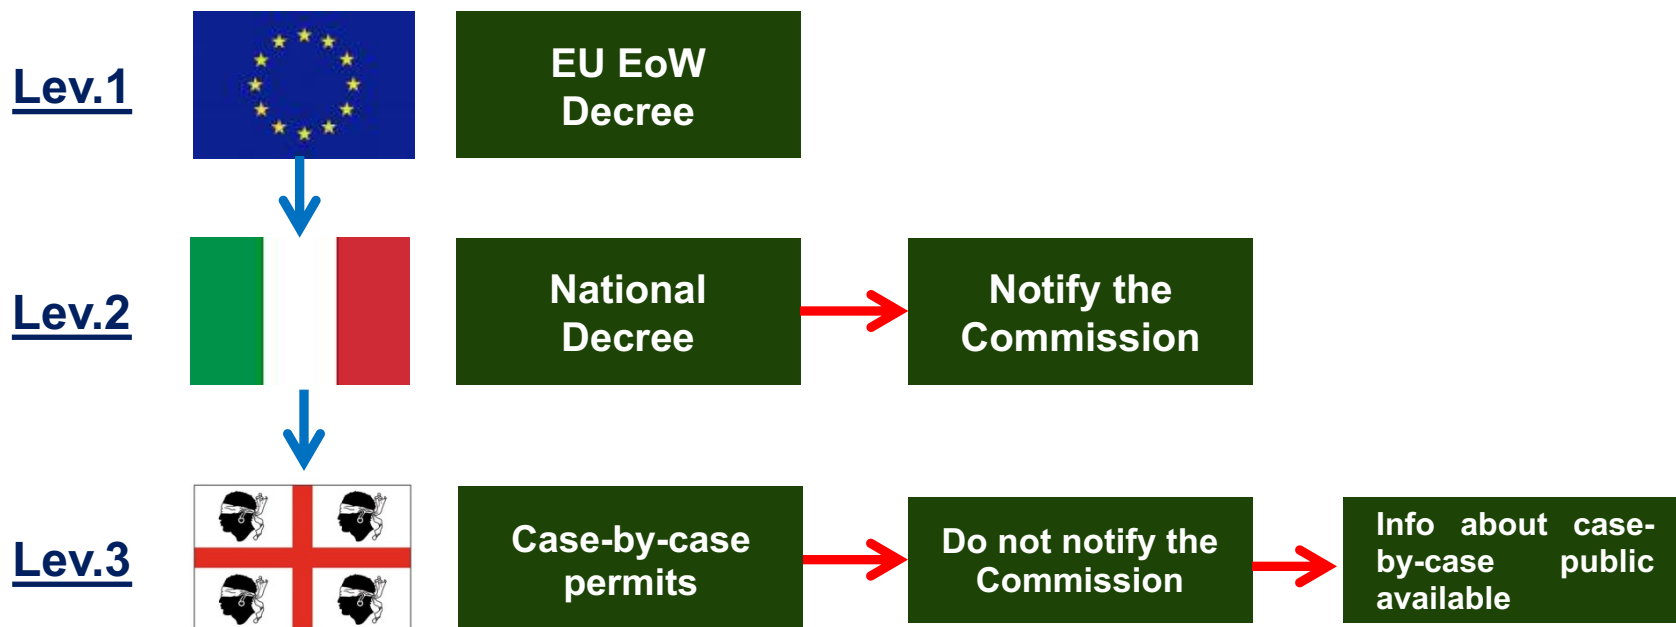 Lev.1
EU EoW
Decree
Lev.2
National
Decree
Notify the
Commission
Lev.3
Case-by-case
permits
Do not notify the
Commission
Info about case-
by-case public
available